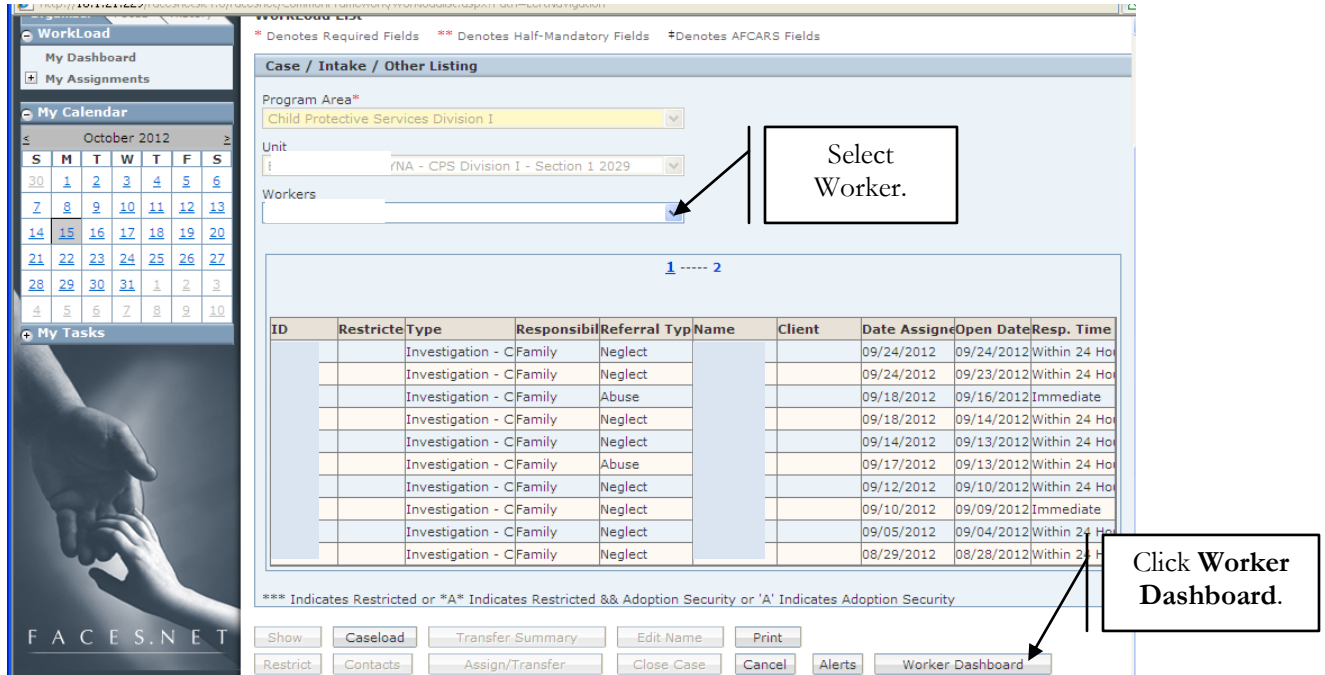 WorkLoad List
WorkLoad
My Dashboard
My Assignments
My Calendar
< October 2012 >
S M T W T F S
30 1 2 3 4 5 6
7 8 9 10 11 12 13
14 15 16 17 18 19 20
21 22 23 24 25 26 27
28 29 30 31 1 2 3
4 5 6 7 8 9 10
My Tasks
FACES.NET
* Denotes Required Fields ** Denotes Half-Mandatory Fields ‡Denotes AFCARS Fields
Case / Intake / Other Listing
Program Area*
Child Protective Services Division I
Unit
YNA - CPS Division I - Section 1 2029
Workers
Select
Worker.
1 ----- 2
ID Restricte Type Responsibil Referral Typ Name Client Date Assigne Open Date Resp. Time
Investigation - C Family Neglect 09/24/2012 09/24/2012 Within 24 Hou
Investigation - C Family Neglect 09/24/2012 09/23/2012 Within 24 Hou
Investigation - C Family Abuse 09/18/2012 09/16/2012 Immediate
Investigation - C Family Neglect 09/18/2012 09/14/2012 Within 24 Hou
Investigation - C Family Neglect 09/14/2012 09/13/2012 Within 24 Hou
Investigation - C Family Abuse 09/17/2012 09/13/2012 Within 24 Hou
Investigation - C Family Neglect 09/12/2012 09/10/2012 Within 24 Hou
Investigation - C Family Neglect 09/10/2012 09/09/2012 Immediate
Investigation - C Family Neglect 09/05/2012 09/04/2012 Within 24 Hou
Investigation - C Family Neglect 08/29/2012 08/28/2012 Within 24 H
*** Indicates Restricted or *A* Indicates Restricted && Adoption Security or 'A' Indicates Adoption Security
Click Worker
Dashboard.
Show Caseload Transfer Summary Edit Name Print
Restrict Contacts Assign/Transfer Close Case Cancel Alerts Worker Dashboard